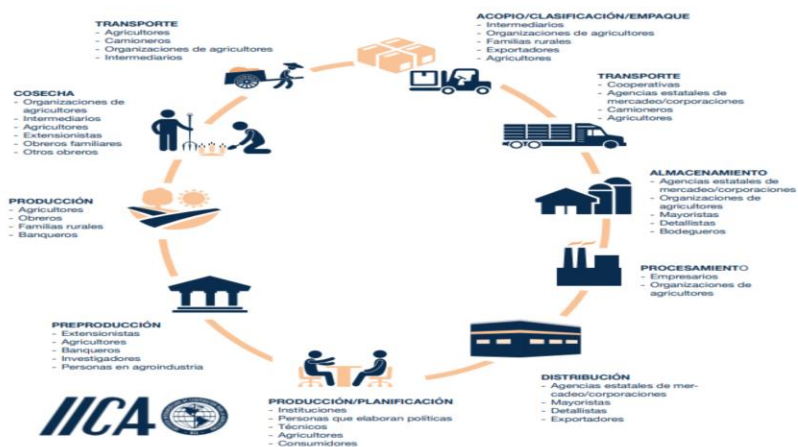 TRANSPORTE
- Agricultores
- Camioneros
- Organizaciones de agricultores
- Intermediarios
ACOPIO/CLASIFICACIÓN/EMPAQUE
- Intermediarios
- Organizaciones de agricultores
- Familias rurales
- Exportadores
- Agricultores
TRANSPORTE
- Cooperativas
- Agencias estatales de
mercadeo/corporaciones
- Camioneros
- Agricultores
ALMACENAMIENTO
- Agencias estatales de
mercadeo/corporaciones
- Organizaciones de
agricultores
- Mayoristas
- Detallistas
- Bodegueros
PROCESAMIENTO
- Empresarios
- Organizaciones de
agricultores
DISTRIBUCIÓN
- Agencias estatales de mer-
cadeo/corporaciones
- Mayoristas
- Detallistas
- Exportadores
PRODUCCIÓN/PLANIFICACIÓN
- Instituciones
- Personas que elaboran políticas
- Técnicos
- Agricultores
- Consumidores
PREPRODUCCIÓN
- Extensionistas
- Agricultores
- Banqueros
- Investigadores
- Personas en agroindustria
PRODUCCIÓN
- Agricultores
- Obreros
- Familias rurales
- Banqueros
COSECHA
- Organizaciones de
agricultores
- Intermediarios
- Agricultores
- Extensionistas
- Obreros familiares
- Otros obreros
IICA